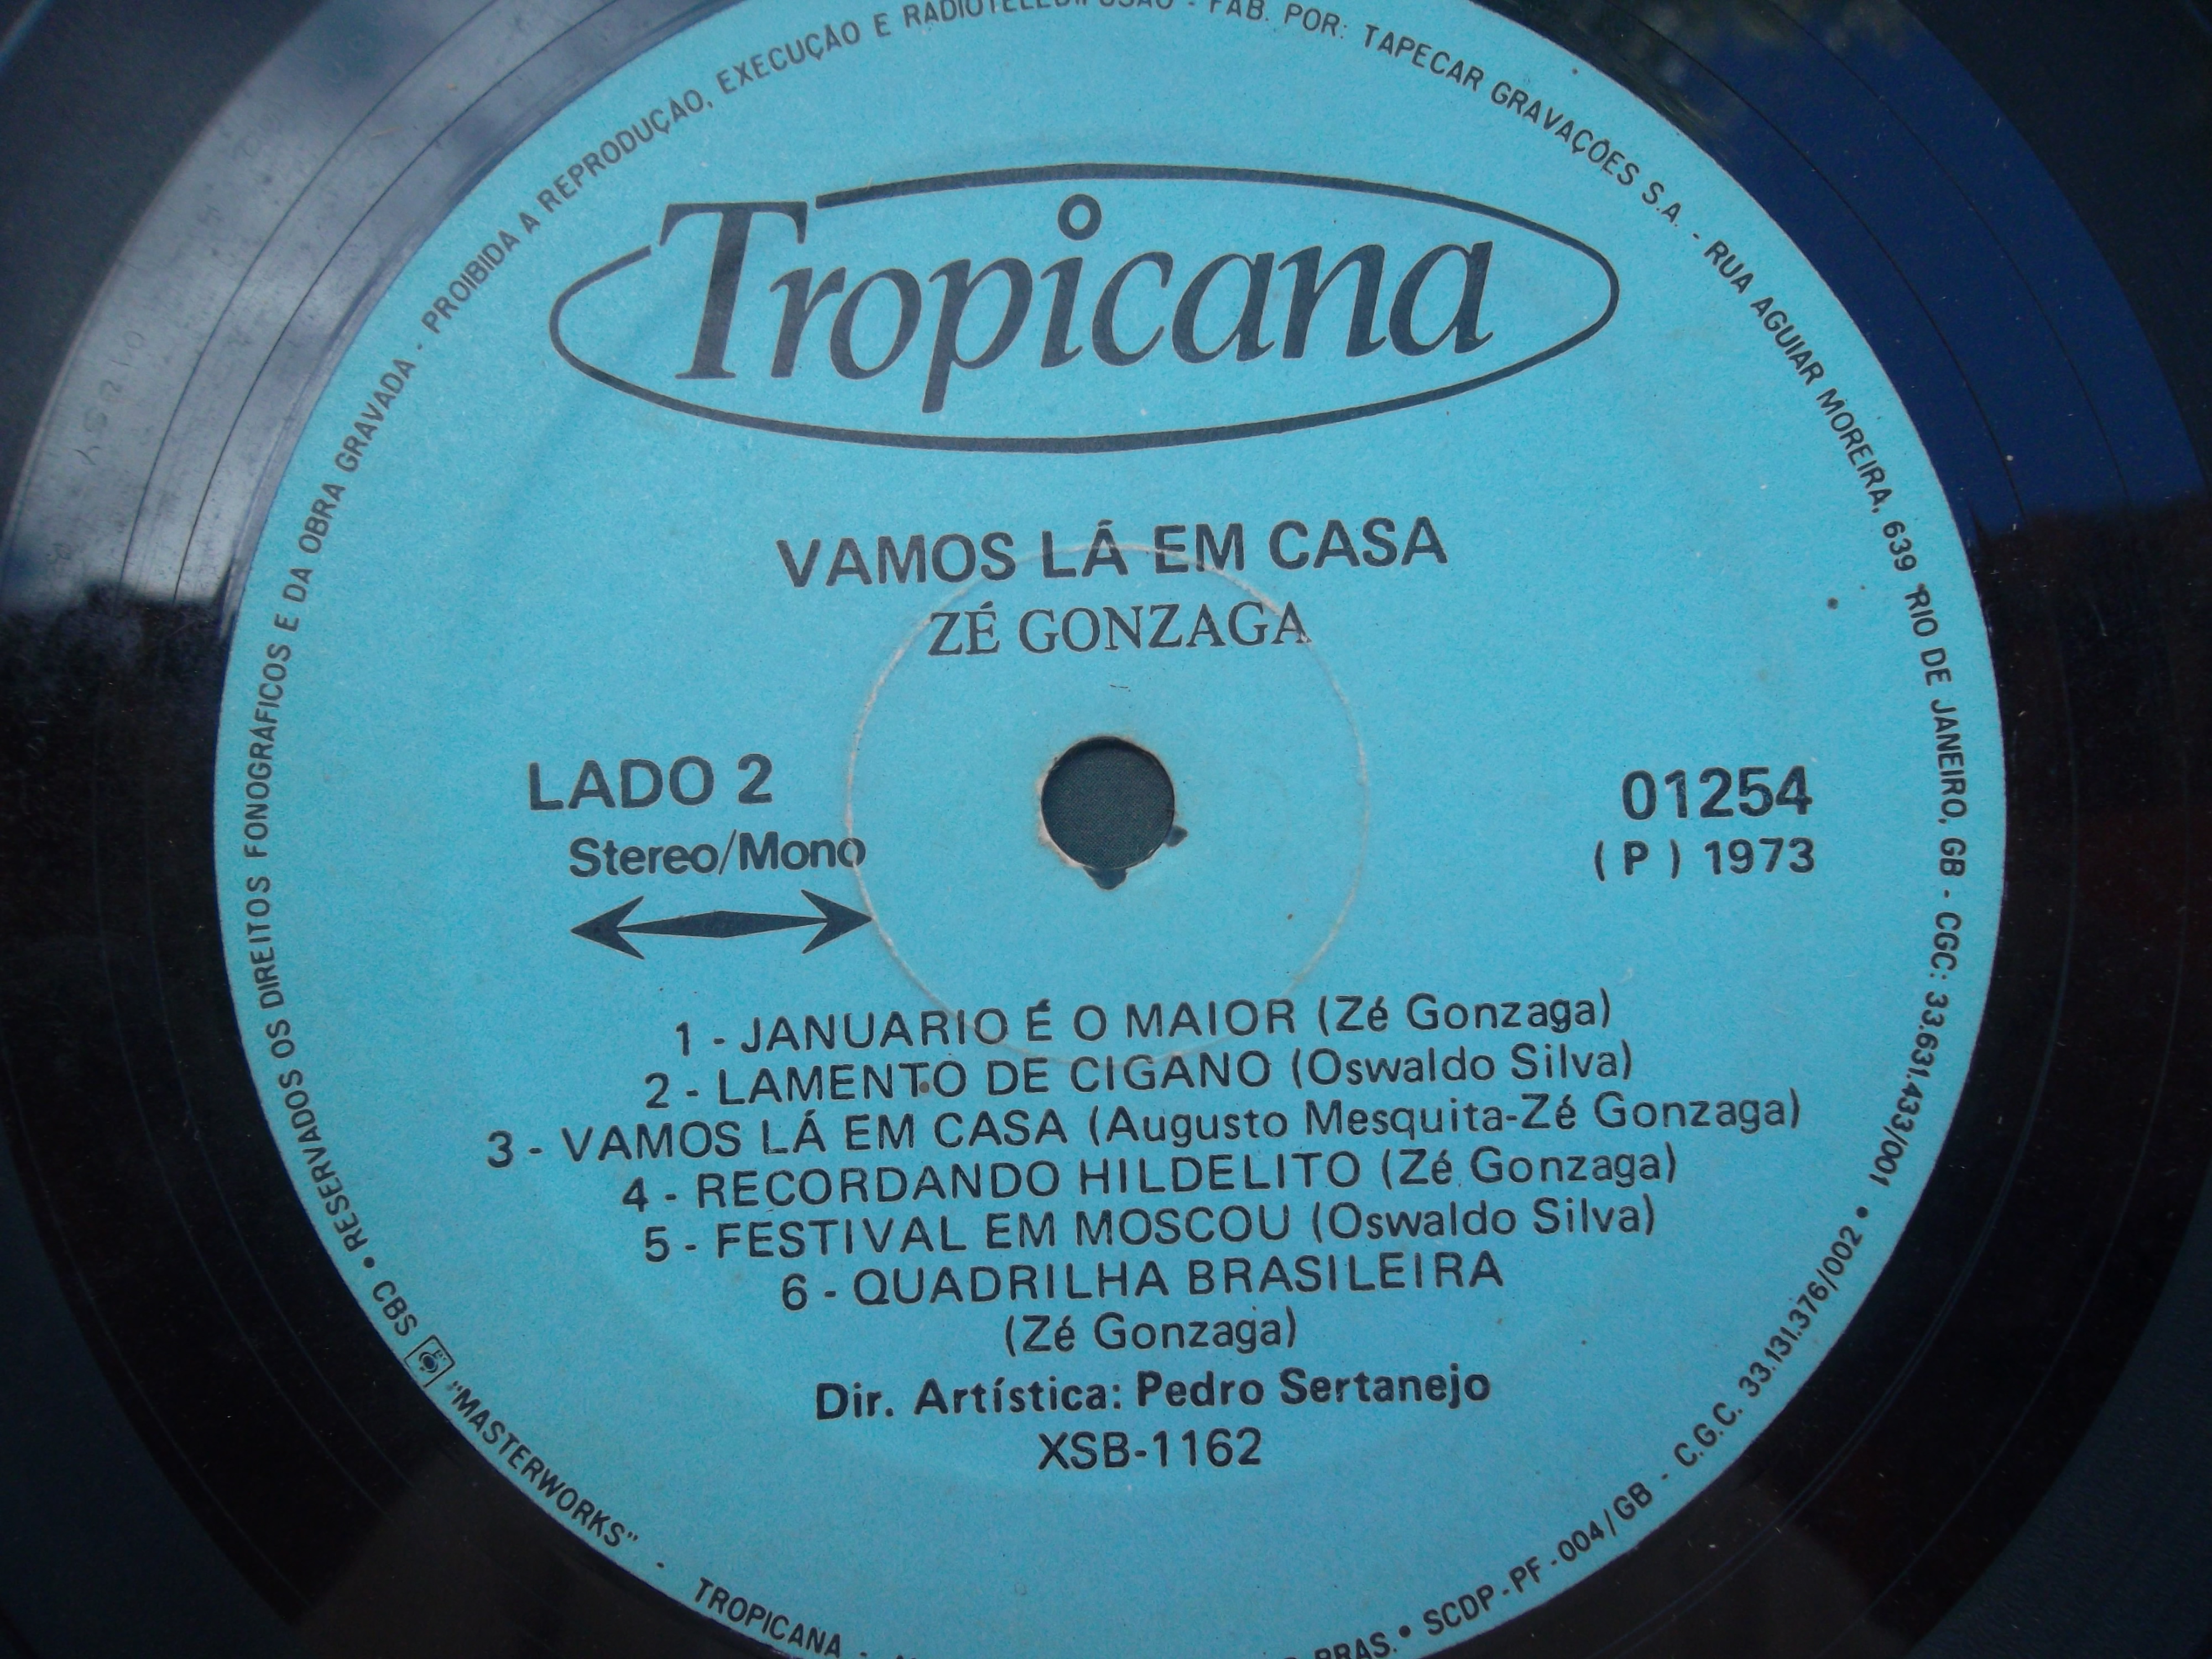 Tropicana
VAMOS LÁ EM CASA
ZÉ GONZAGA
LADO 2
Stereo/Mono
01254
( P ) 1973
1 - JANUARIO É O MAIOR (Zé Gonzaga)
2 - LAMENTO DE CIGANO (Oswaldo Silva)
3 - VAMOS LÁ EM CASA (Augusto Mesquita-Zé Gonzaga)
4 - RECORDANDO HILDELITO (Zé Gonzaga)
5 - FESTIVAL EM MOSCOU (Oswaldo Silva)
6 - QUADRILHA BRASILEIRA
(Zé Gonzaga)
Dir. Artística: Pedro Sertanejo
XSB-1162
• RESERVADOS OS DIREITOS FONOGRÁFICOS E DA OBRA GRAVADA - PROIBIDA A REPRODUÇÃO, EXECUÇÃO E RADIOTELEDIFUSÃO - FAB. POR: TAPECAR GRAVAÇÕES S.A. - RUA AGUIAR MOREIRA, 639 RIO DE JANEIRO, GB - CGC: 33.631.433/001 •
CBS "MASTERWORKS" - TROPICANA -
BRAS. • SCDP-PF-004/GB - C.G.C. 33.131.376/002